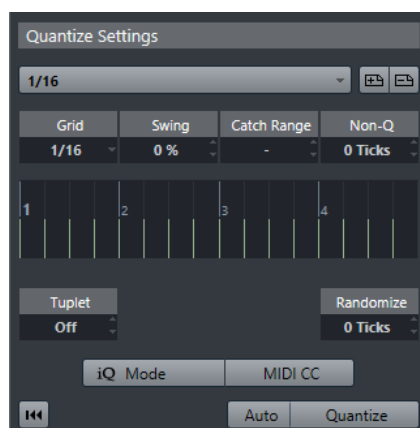 Quantize Settings
1/16
Grid Swing Catch Range Non-Q
1/16 0 % - 0 Ticks
1 2 3 4
Tuplet Randomize
Off 0 Ticks
iQ Mode MIDI CC
Auto Quantize